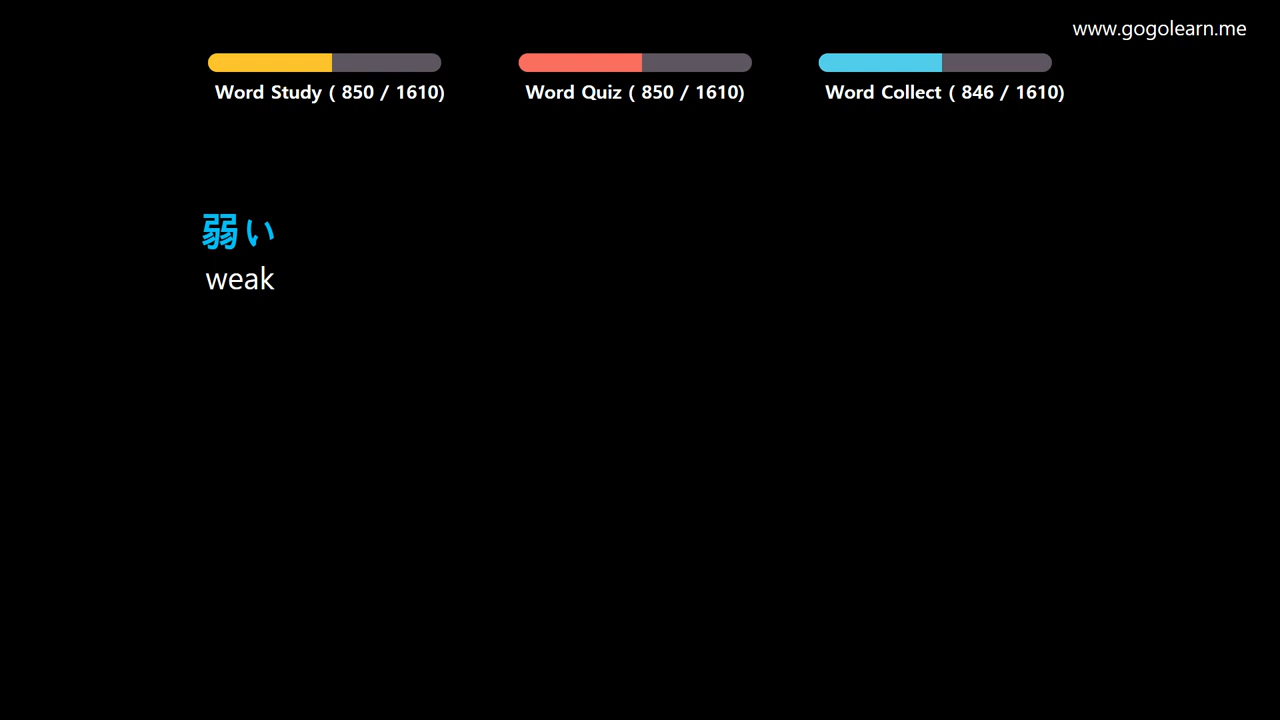 www.gogolearn.me
Word Study ( 850 / 1610)
Word Quiz ( 850 / 1610)
Word Collect ( 846 / 1610)
弱い
weak